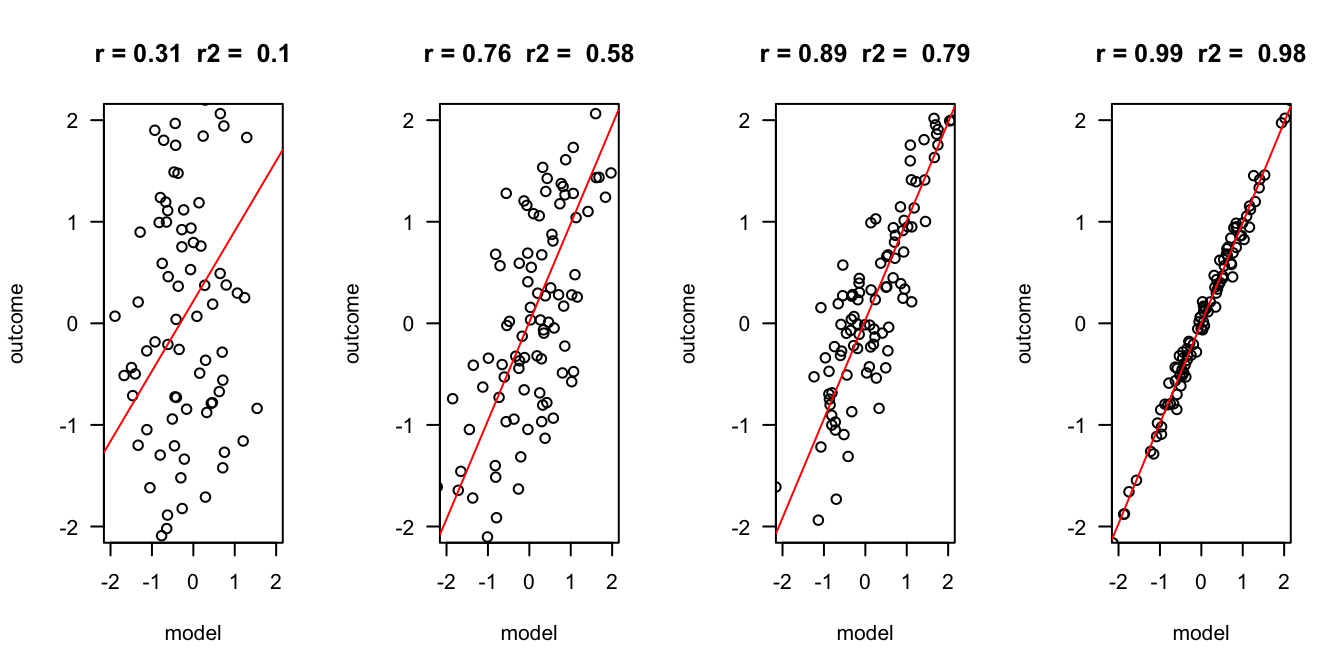 r = 0.31  r2 =  0.1
2
1
0
-1
-2
outcome
-2 -1 0 1 2
model
r = 0.76  r2 =  0.58
2
1
0
-1
-2
outcome
-2 -1 0 1 2
model
r = 0.89  r2 =  0.79
2
1
0
-1
-2
outcome
-2 -1 0 1 2
model
r = 0.99  r2 =  0.98
2
1
0
-1
-2
outcome
-2 -1 0 1 2
model